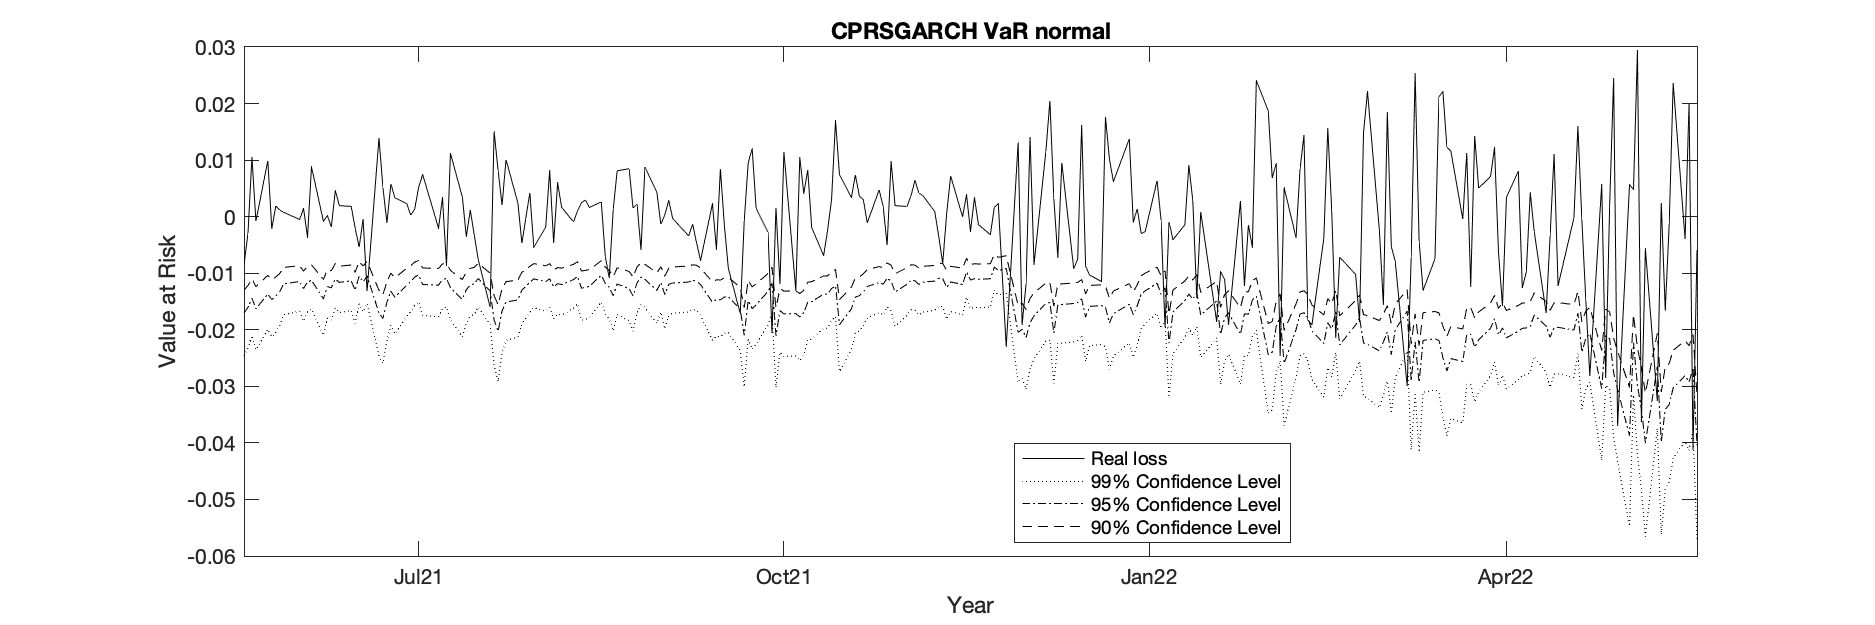 CPRSGARCH VaR normal
0.03
0.02
0.01
0
-0.01
-0.02
-0.03
-0.04
-0.05
-0.06
Value at Risk
Real loss
99% Confidence Level
95% Confidence Level
90% Confidence Level
Jul21 Oct21 Jan22 Apr22
Year